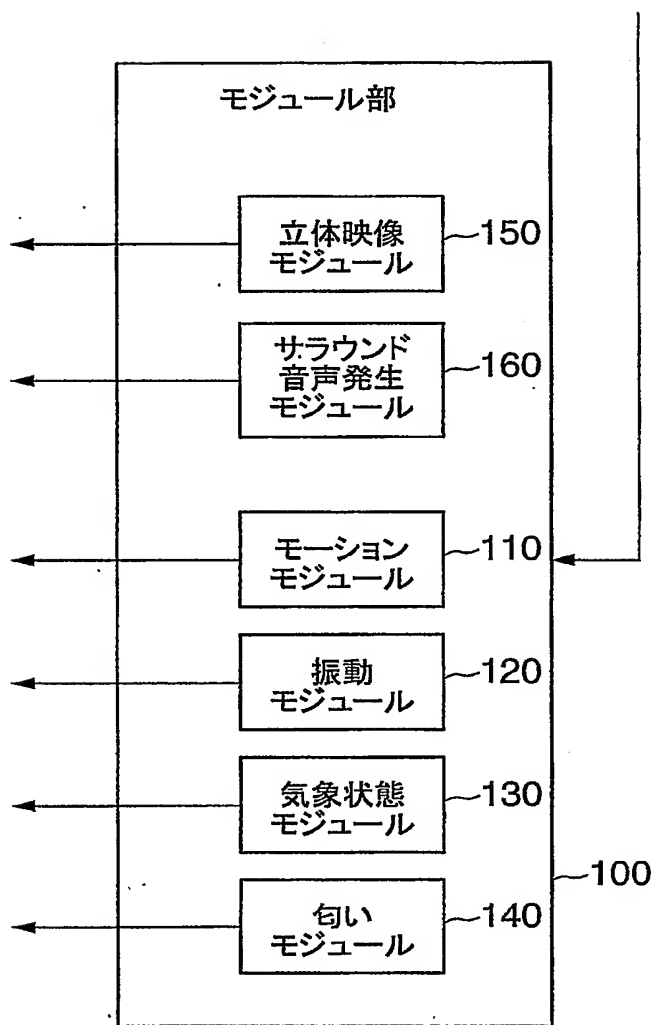 モジュール部
立体映像
モジュール
150
サラウンド
音声発生
モジュール
160
モーション
モジュール
110
振動
モジュール
120
気象状態
モジュール
130
100
匂い
モジュール
140